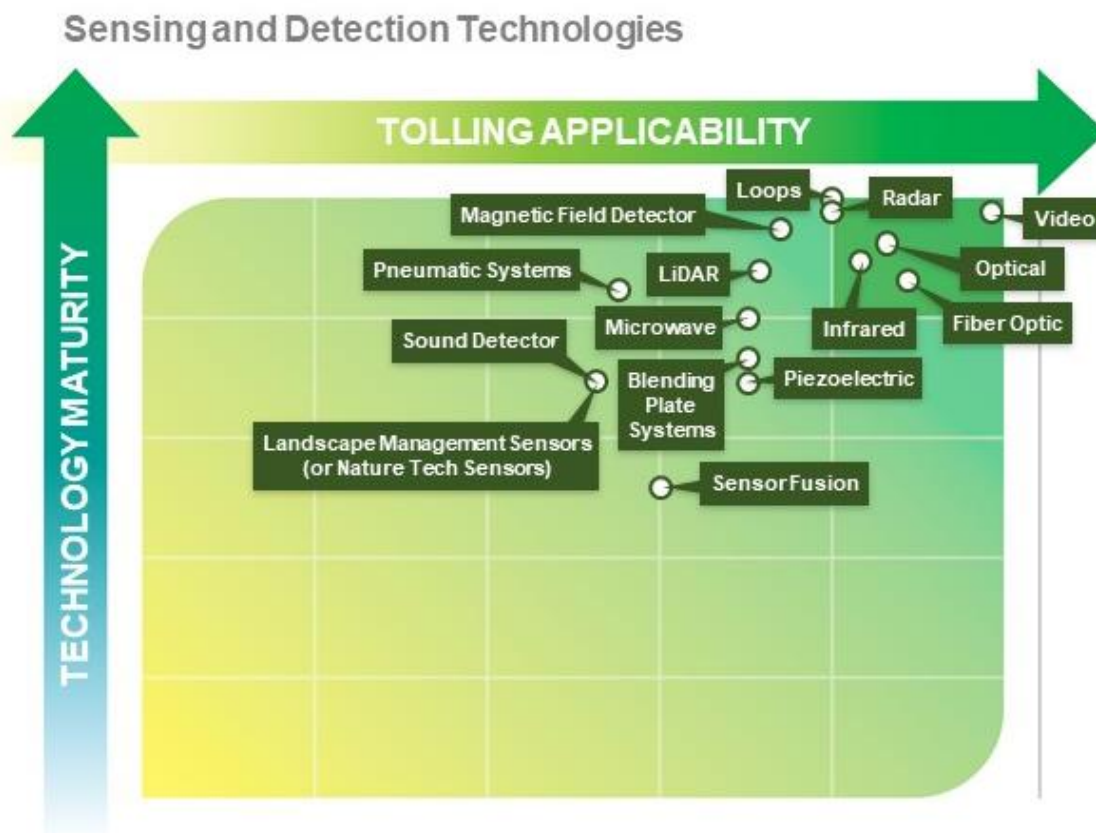 Sensing and Detection Technologies
TOLLING APPLICABILITY
TECHNOLOGY MATURITY
Loops
Radar
Magnetic Field Detector
Video
Pneumatic Systems
LiDAR
Optical
Microwave
Infrared
Fiber Optic
Sound Detector
Blending
Plate
Systems
Piezoelectric
Landscape Management Sensors
(or Nature Tech Sensors)
Sensor Fusion